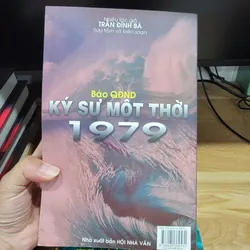 Nhiều tác giả
TRẦN ĐÌNH BÁ
Sưu tầm và biên soạn
Báo QĐND
KÝ SỰ MỘT THỜI
1979
Nhà xuất bản HỘI NHÀ VĂN